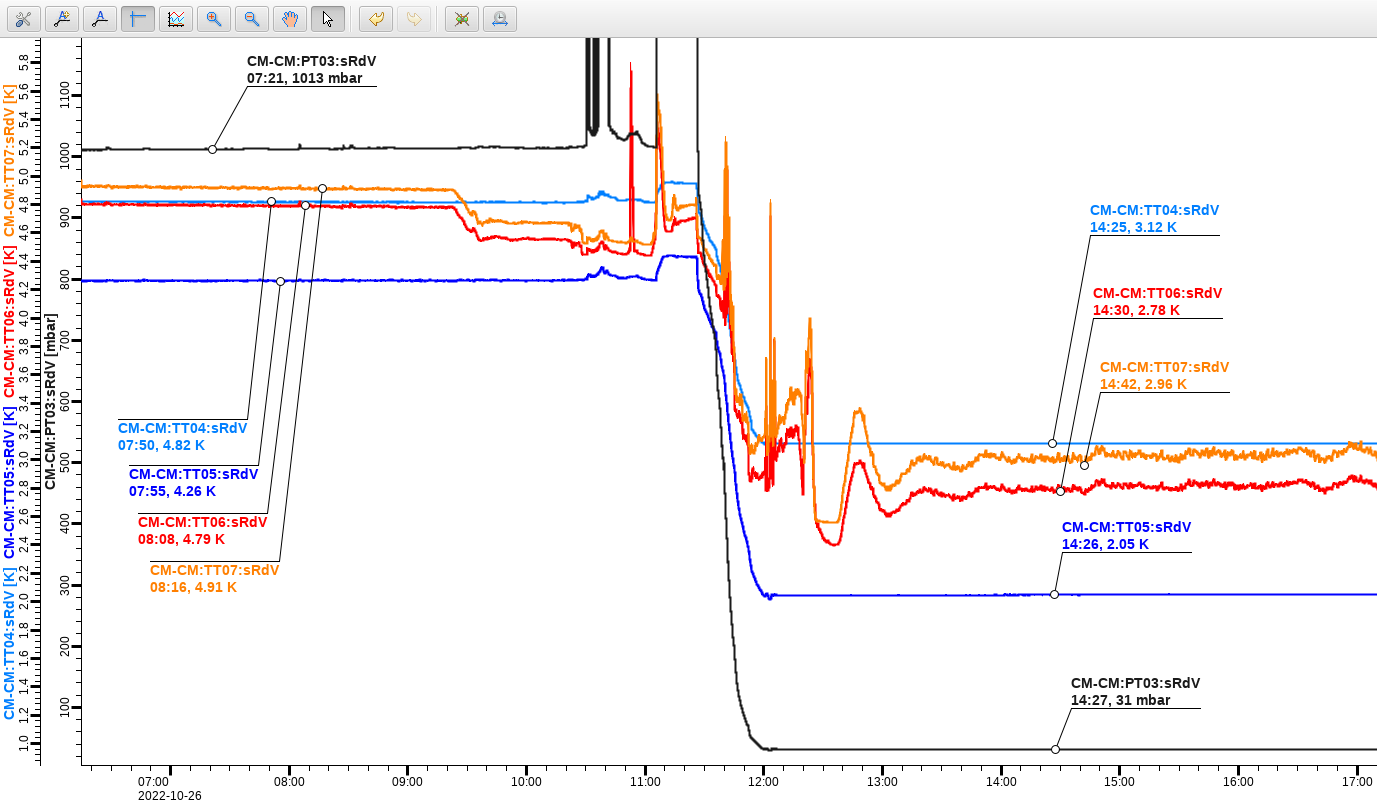 CM-CM:PT03:sRdV
07:21, 1013 mbar
CM-CM:TT04:sRdV
07:50, 4.82 K
CM-CM:TT05:sRdV
07:55, 4.26 K
CM-CM:TT06:sRdV
08:08, 4.79 K
CM-CM:TT07:sRdV
08:16, 4.91 K
CM-CM:TT04:sRdV
14:25, 3.12 K
CM-CM:TT06:sRdV
14:30, 2.78 K
CM-CM:TT07:sRdV
14:42, 2.96 K
CM-CM:TT05:sRdV
14:26, 2.05 K
CM-CM:PT03:sRdV
14:27, 31 mbar
CM-CM:TT07:sRdV [K]
CM-CM:TT06:sRdV [K]
CM-CM:TT05:sRdV [K]
CM-CM:TT04:sRdV [K]
5.8
5.6
5.4
5.2
5.0
4.8
4.6
4.4
4.2
4.0
3.8
3.6
3.4
3.2
3.0
2.8
2.6
2.4
2.2
2.0
1.8
1.6
1.4
1.2
1.0
CM-CM:PT03:sRdV [mbar]
1100
1000
900
800
700
600
500
400
300
200
100
07:00 08:00 09:00 10:00 11:00 12:00 13:00 14:00 15:00 16:00 17:00
2022-10-26